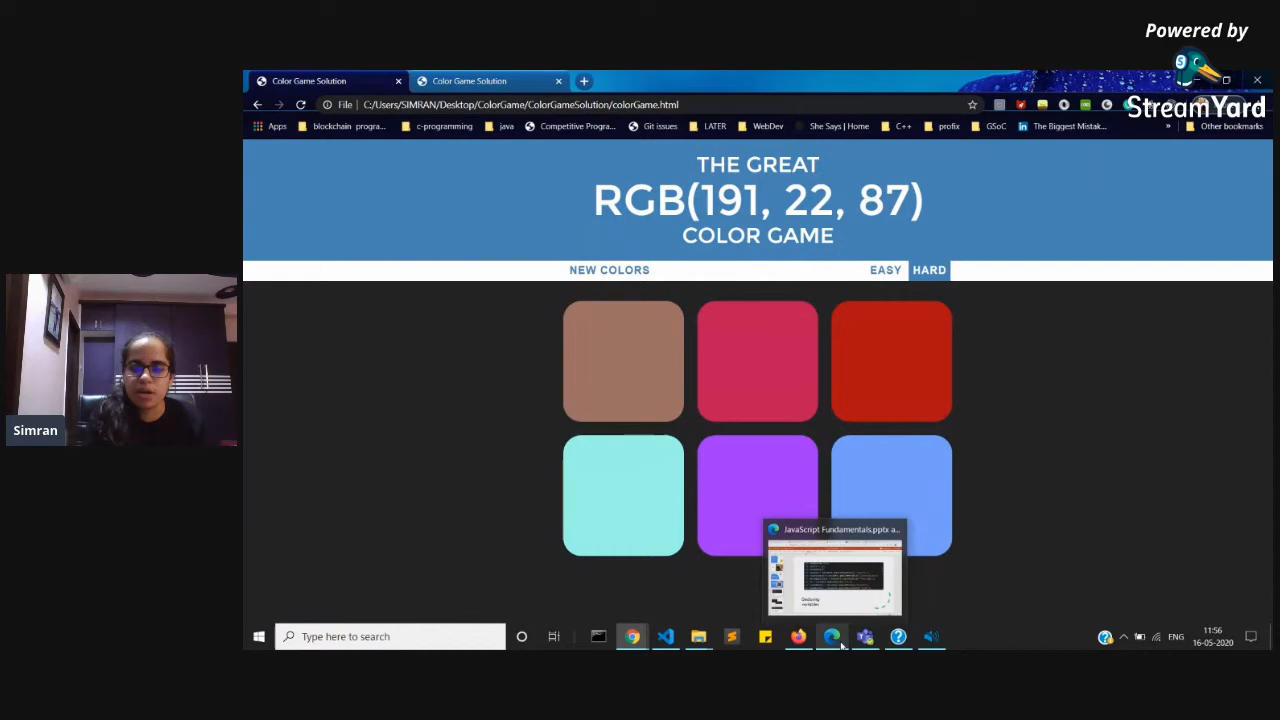 Powered by
StreamYard
Color Game Solution
Color Game Solution
File
C:/Users/SIMRAN/Desktop/ColorGame/ColorGameSolution/colorGame.html
Apps
blockchain progra...
c-programming
java
Competitive Progra...
Git issues
LATER
WebDev
She Says | Home
C++
profix
GSoC
The Biggest Mistak...
»
Other bookmarks
THE GREAT
RGB(191, 22, 87)
COLOR GAME
NEW COLORS
EASY
HARD
Simran
JavaScript Fundamentals.pptx a...
Declaring
variables
Type here to search
ENG
11:56
16-05-2020